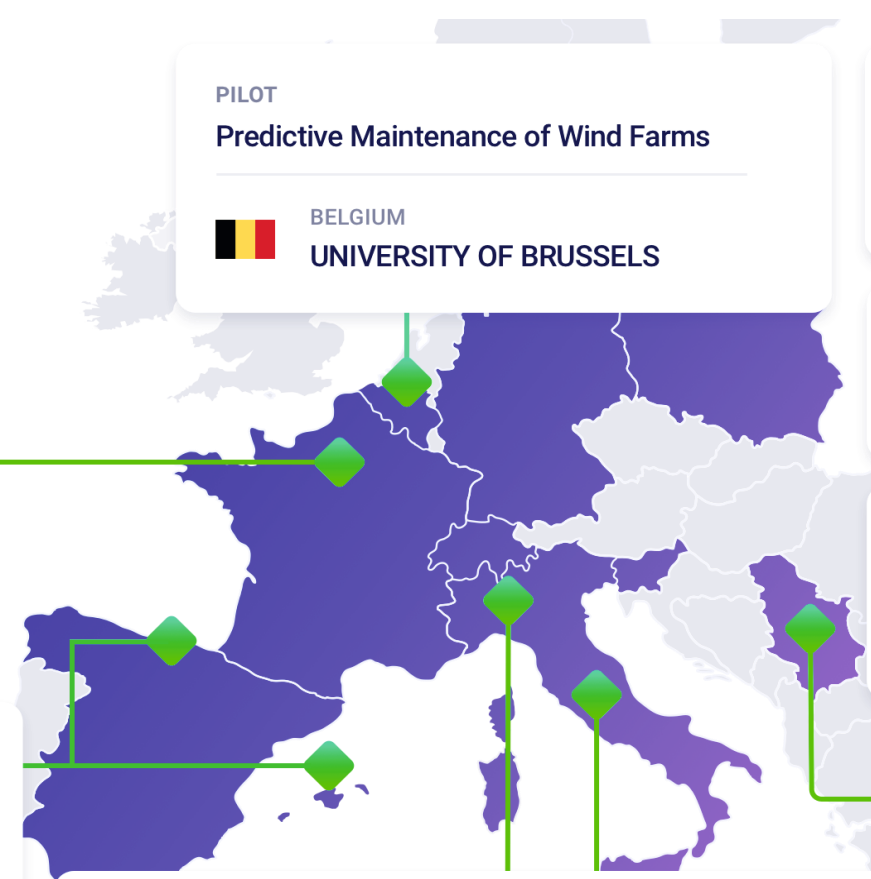 PILOT
Predictive Maintenance of Wind Farms
BELGIUM
UNIVERSITY OF BRUSSELS